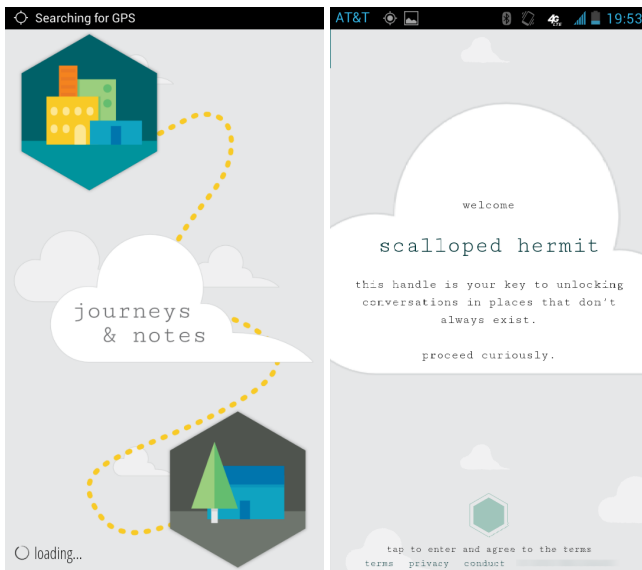 Searching for GPS
journeys
& notes
loading...
AT&T 4G LTE 19:53
welcome
scalloped hermit
this handle is your key to unlocking
conversations in places that don't
always exist.
proceed curiously.
tap to enter and agree to the terms
terms privacy conduct